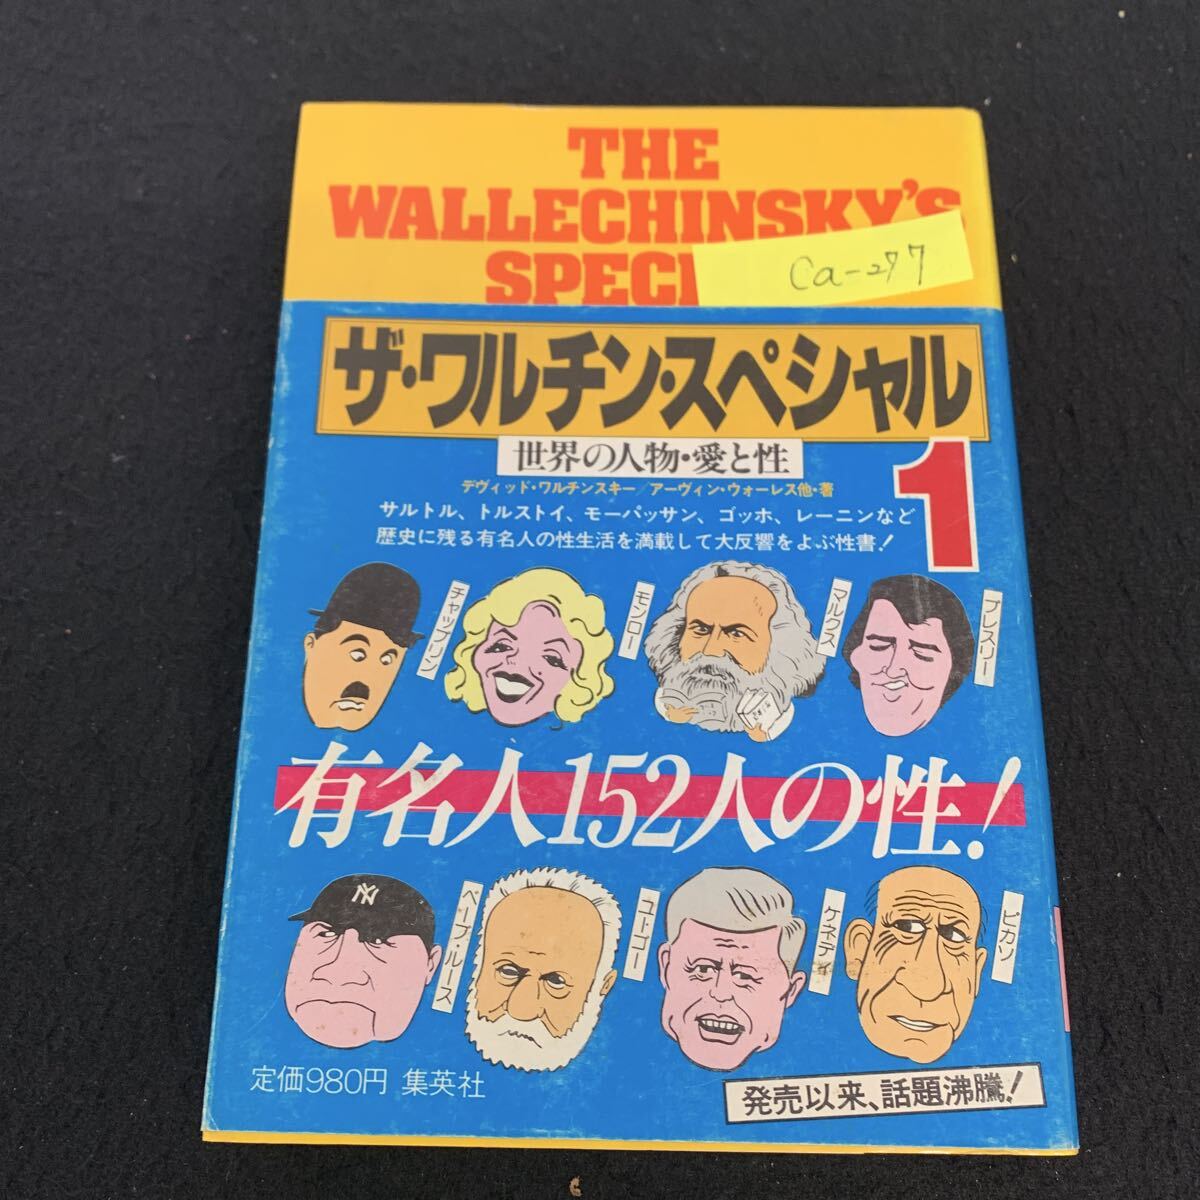 THE
WALLECHINSKY'S
SPECI
Ca-277
ザ・ワルチン・スペシャル
1
世界の人物・愛と性
デヴィッド・ワルチンスキー/アーヴィン・ウォーレス他・著
サルトル、トルストイ、モーパッサン、ゴッホ、レーニンなど
歴史に残る有名人の性生活を満載して大反響をよぶ性書!
チャップリン
モンロー
マルクス
プレスリー
有名人152人の性!
NY
ベーブ・ルース
ユーゴー
ケネディ
ピカソ
定価980円 集英社
発売以来、話題沸騰!